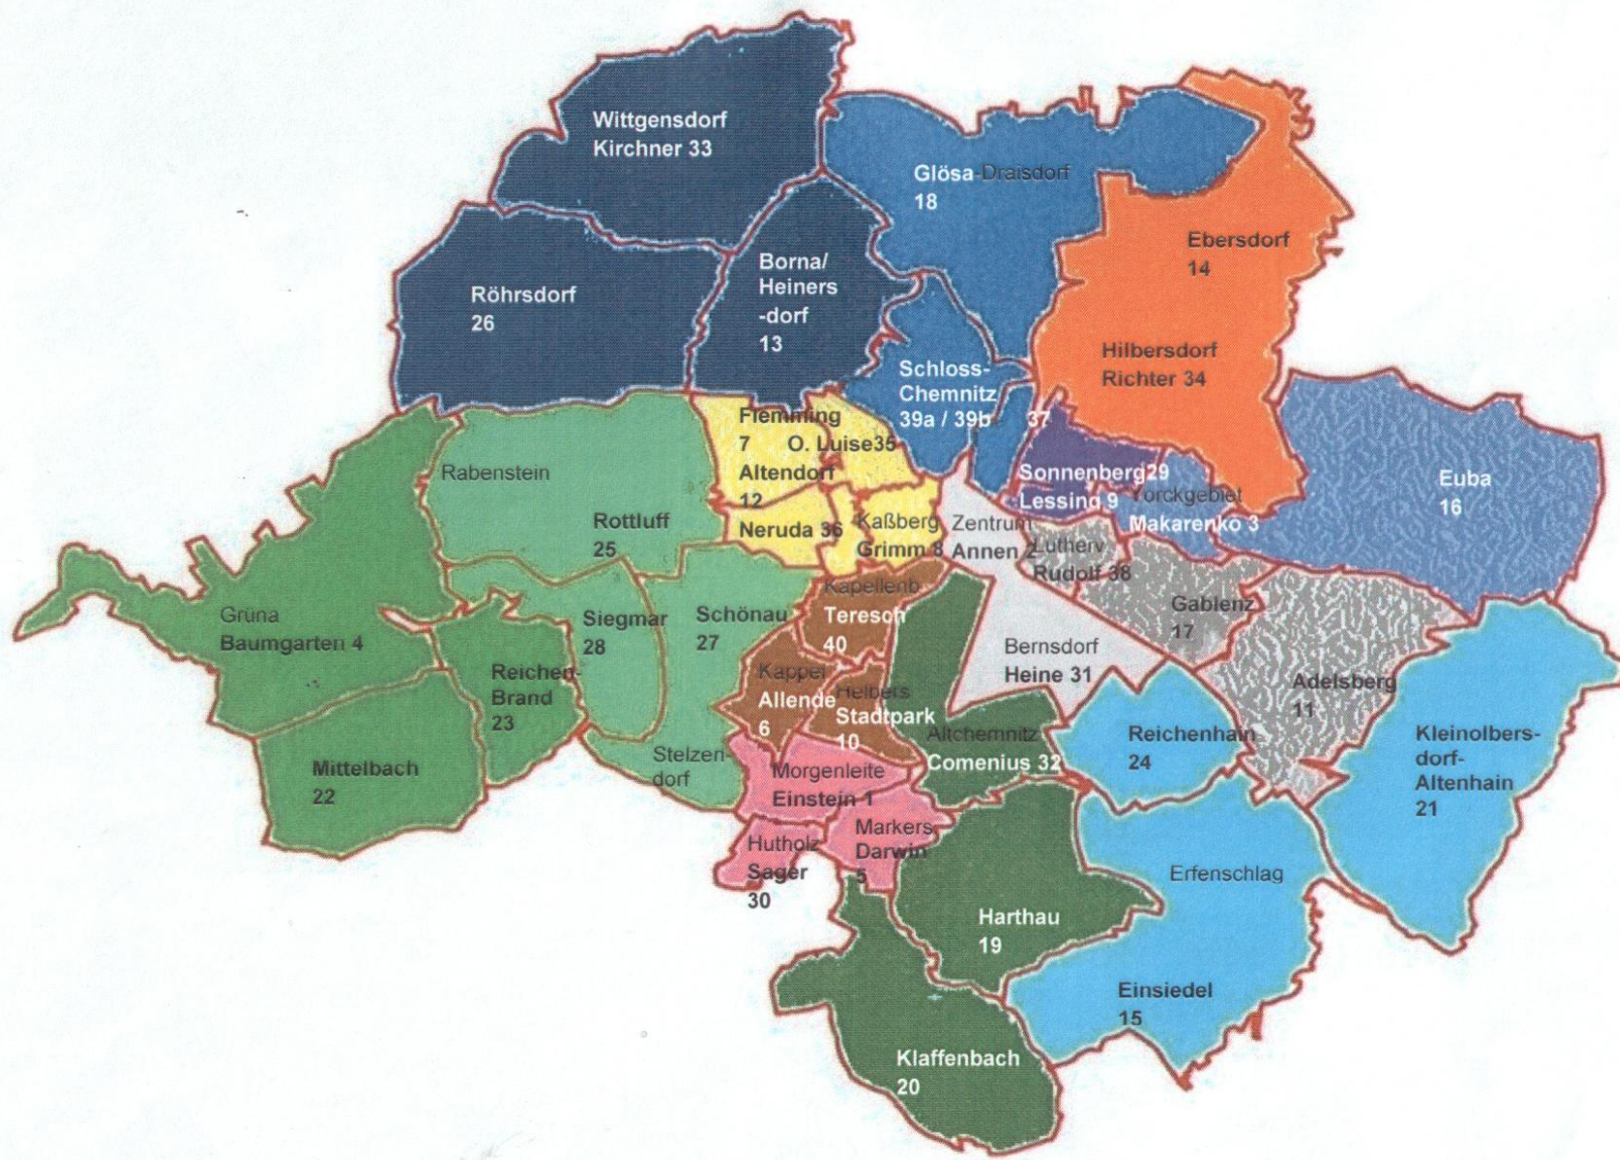 Wittgensdorf
Kirchner 33
Glösa-Draisdorf
18
Ebersdorf
14
Borna/
Heiners
-dorf
13
Röhrsdorf
26
Hilbersdorf
Richter 34
Schloss-
Chemnitz
39a / 39b
37
Flemming
7
O. Luise35
Altendorf
12
Neruda 36
Rabenstein
Rottluff
25
Sonnenberg29
Lessing 9
Yorckgebiet
Makarenko 3
Euba
16
Kaßberg
Grimm 8
Zentrum
Annen 2
Lutherv
Rudolf 38
Kapellenb
Teresch
40
Gablenz
17
Grüna
Baumgarten 4
Siegmar
28
Schönau
27
Bernsdorf
Heine 31
Reichen-
Brand
23
Kappel
Allende
6
Helbers
Stadtpark
10
Adelsberg
11
Altchemnitz
Comenius 32
Reichenhain
24
Kleinolbers-
dorf-
Altenhain
21
Mittelbach
22
Stelzen-
dorf
Morgenleite
Einstein 1
Markers
Darwin
5
Hutholz
Sager
30
Erfenschlag
Harthau
19
Einsiedel
15
Klaffenbach
20